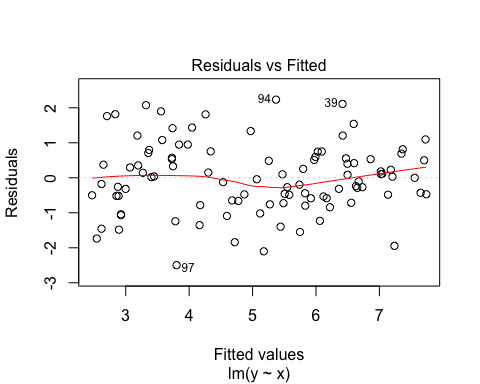 Residuals vs Fitted
Residuals
2
1
0
-1
-2
-3
94
39
97
3 4 5 6 7
Fitted values
lm(y ~ x)